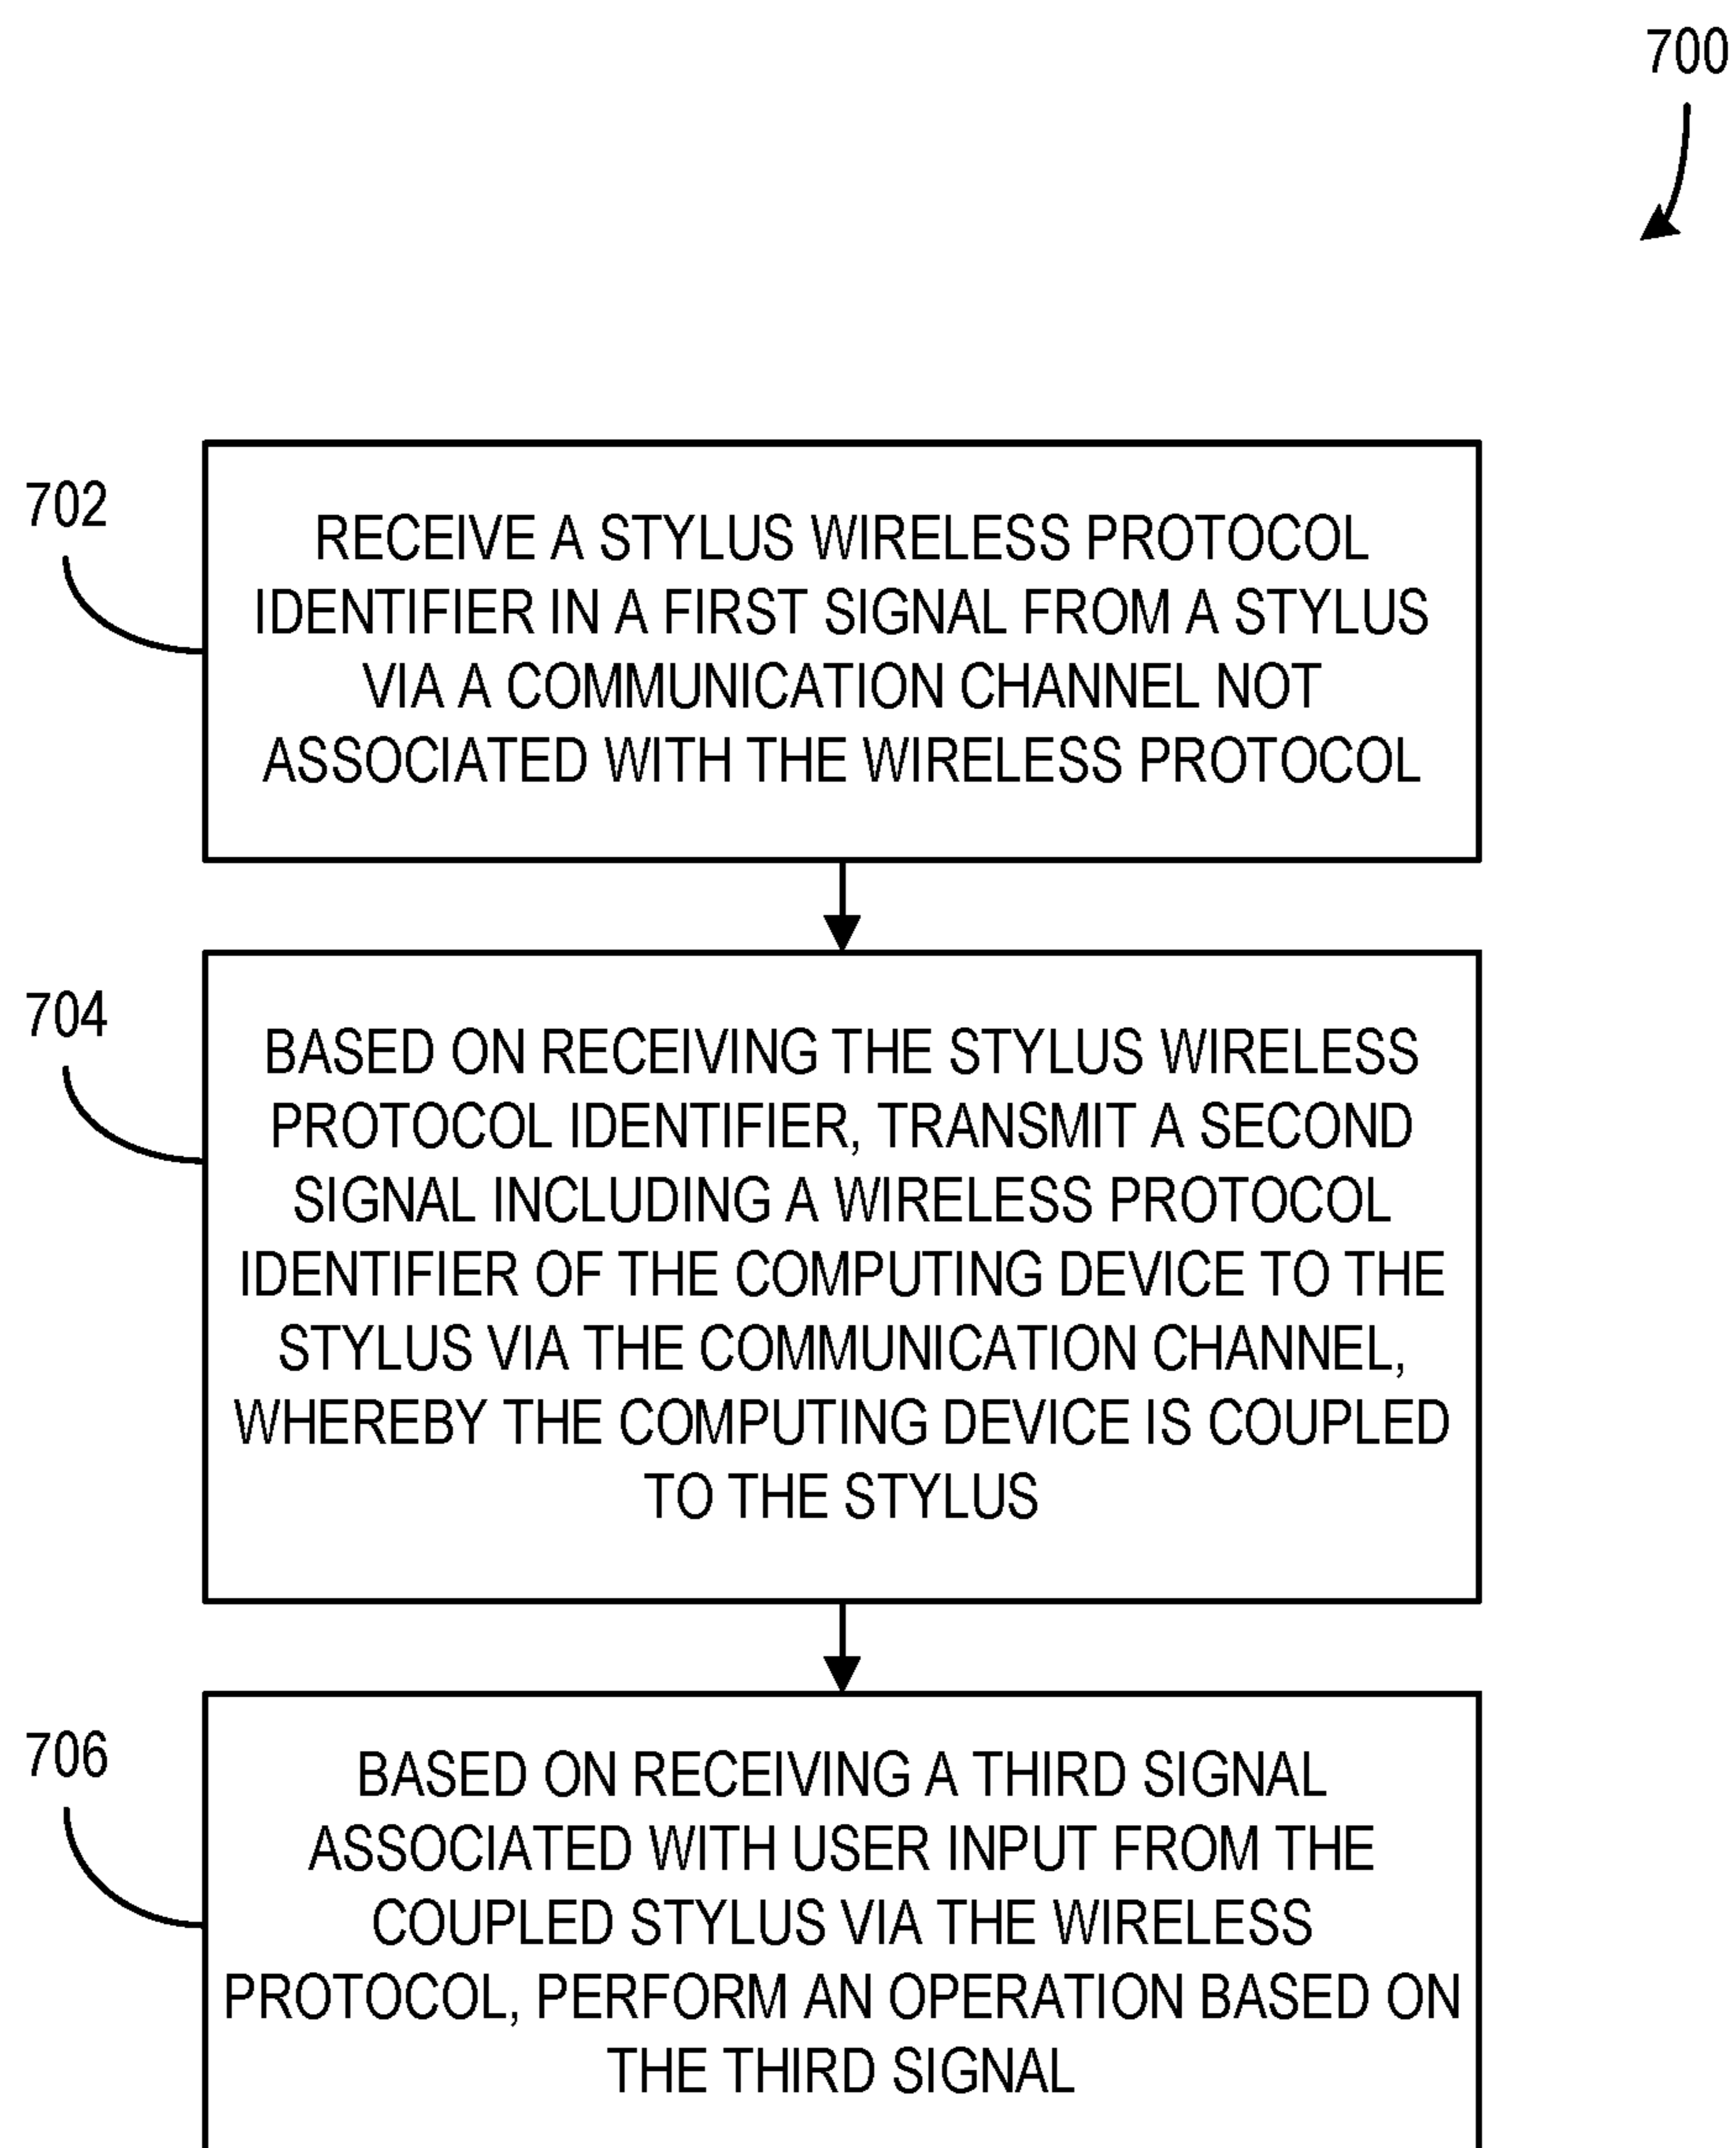 700
702
RECEIVE A STYLUS WIRELESS PROTOCOL
IDENTIFIER IN A FIRST SIGNAL FROM A STYLUS
VIA A COMMUNICATION CHANNEL NOT
ASSOCIATED WITH THE WIRELESS PROTOCOL
704
BASED ON RECEIVING THE STYLUS WIRELESS
PROTOCOL IDENTIFIER, TRANSMIT A SECOND
SIGNAL INCLUDING A WIRELESS PROTOCOL
IDENTIFIER OF THE COMPUTING DEVICE TO THE
STYLUS VIA THE COMMUNICATION CHANNEL,
WHEREBY THE COMPUTING DEVICE IS COUPLED
TO THE STYLUS
706
BASED ON RECEIVING A THIRD SIGNAL
ASSOCIATED WITH USER INPUT FROM THE
COUPLED STYLUS VIA THE WIRELESS
PROTOCOL, PERFORM AN OPERATION BASED ON
THE THIRD SIGNAL